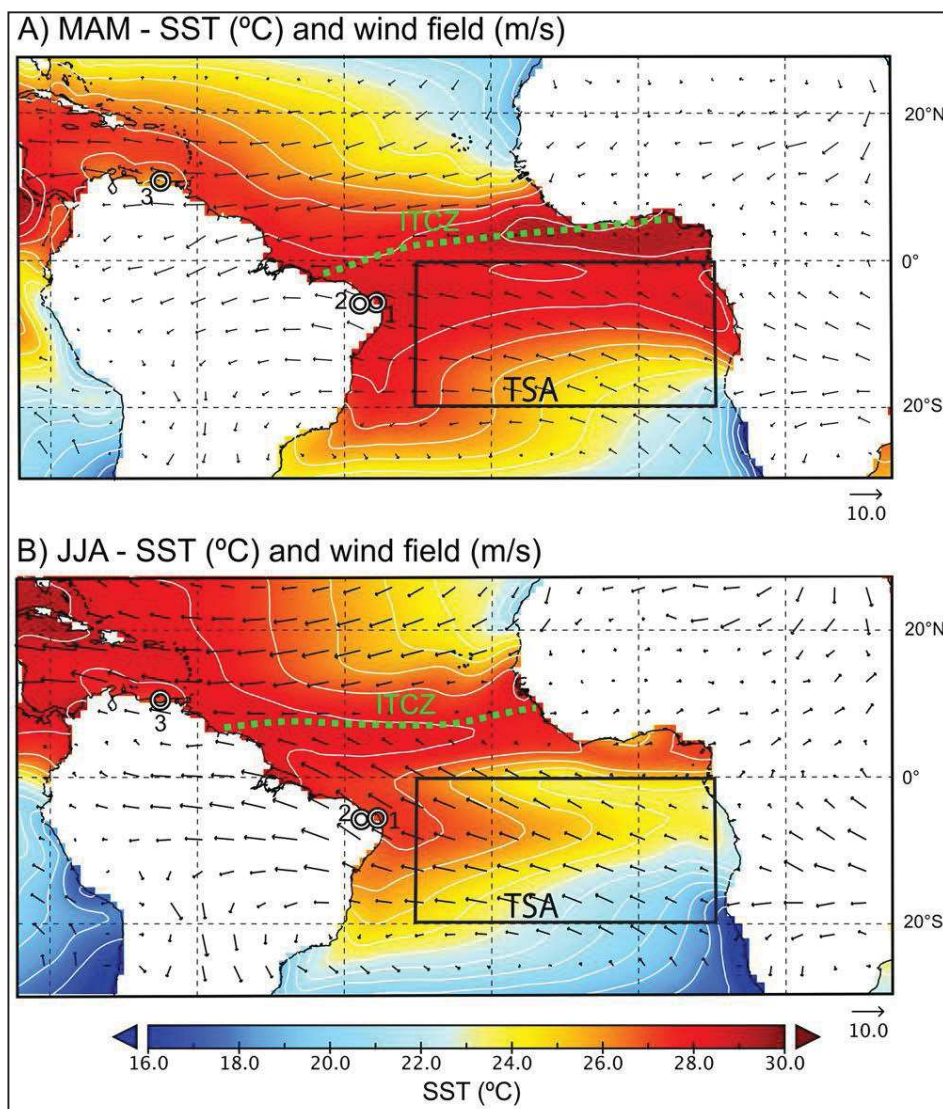 A) MAM - SST (ºC) and wind field (m/s)
20°N
3
ITCZ
0°
2 1
TSA
20°S
10.0
B) JJA - SST (ºC) and wind field (m/s)
20°N
ITCZ
3
0°
2 1
TSA
20°S
10.0
16.0 18.0 20.0 22.0 24.0 26.0 28.0 30.0
SST (ºC)